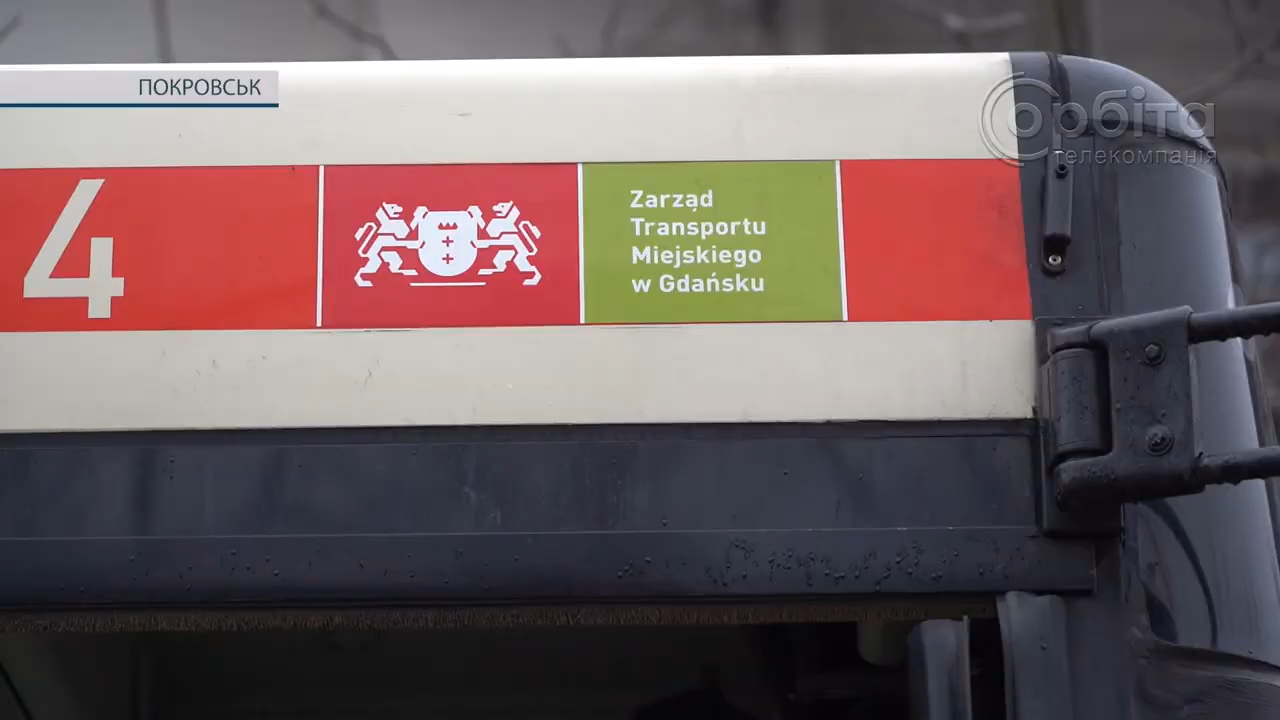 ПОКРОВСЬК
Орбіта
телекомпанія
4
Zarząd
Transportu
Miejskiego
w Gdańsku